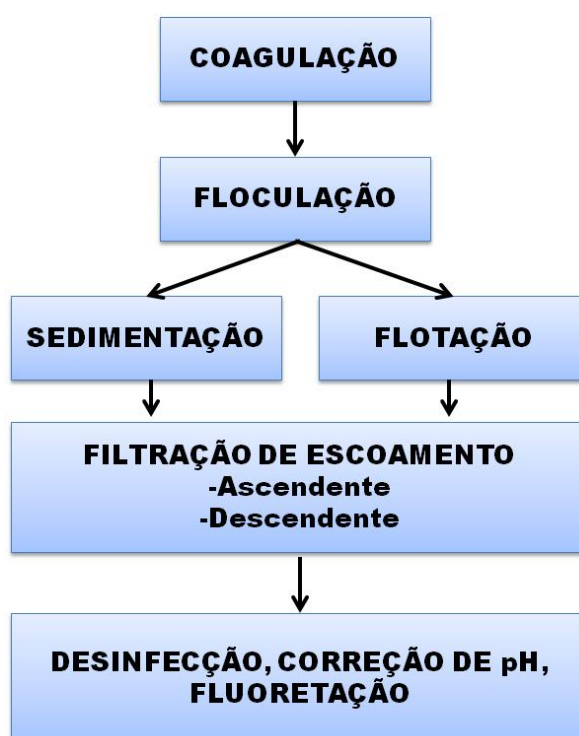 COAGULAÇÃO
FLOCULAÇÃO
SEDIMENTAÇÃO
FLOTAÇÃO
FILTRAÇÃO DE ESCOAMENTO
-Ascendente
-Descendente
DESINFECÇÃO, CORREÇÃO DE pH,
FLUORETAÇÃO